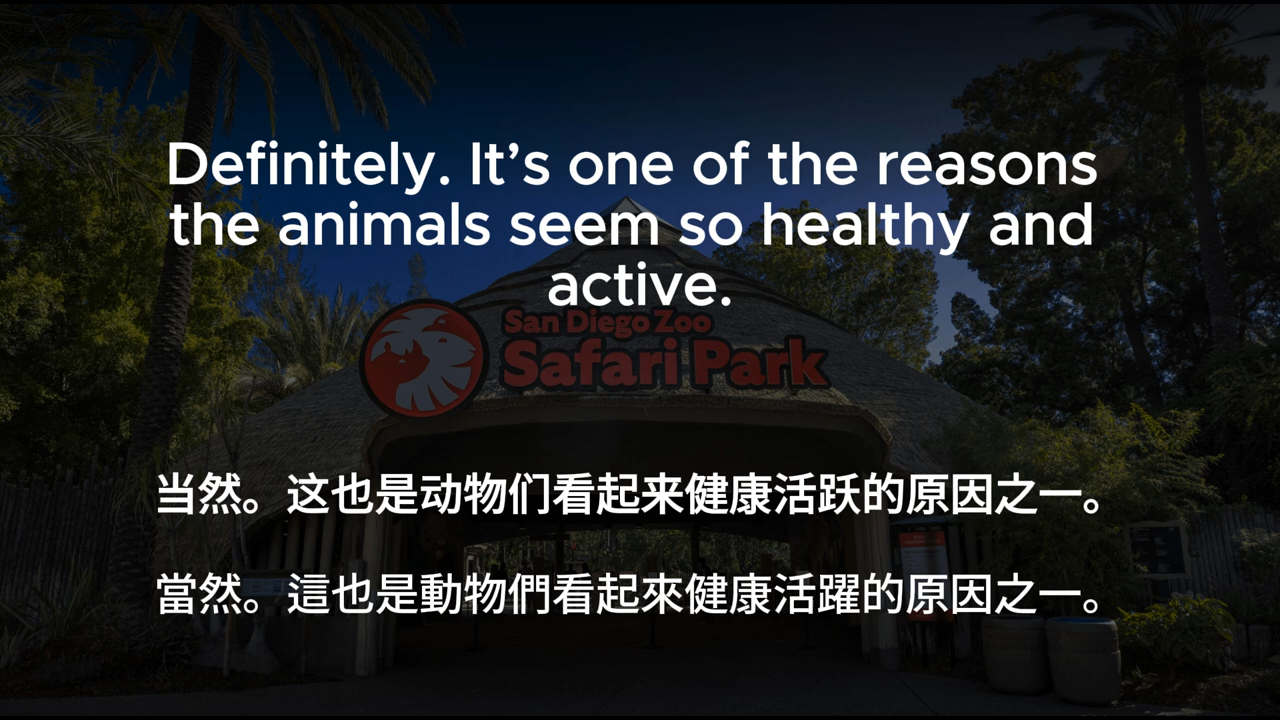 Definitely. It’s one of the reasons
the animals seem so healthy and
active.
San Diego Zoo
Safari Park
当然。这也是动物们看起来健康活跃的原因之一。
當然。這也是動物們看起來健康活躍的原因之一。